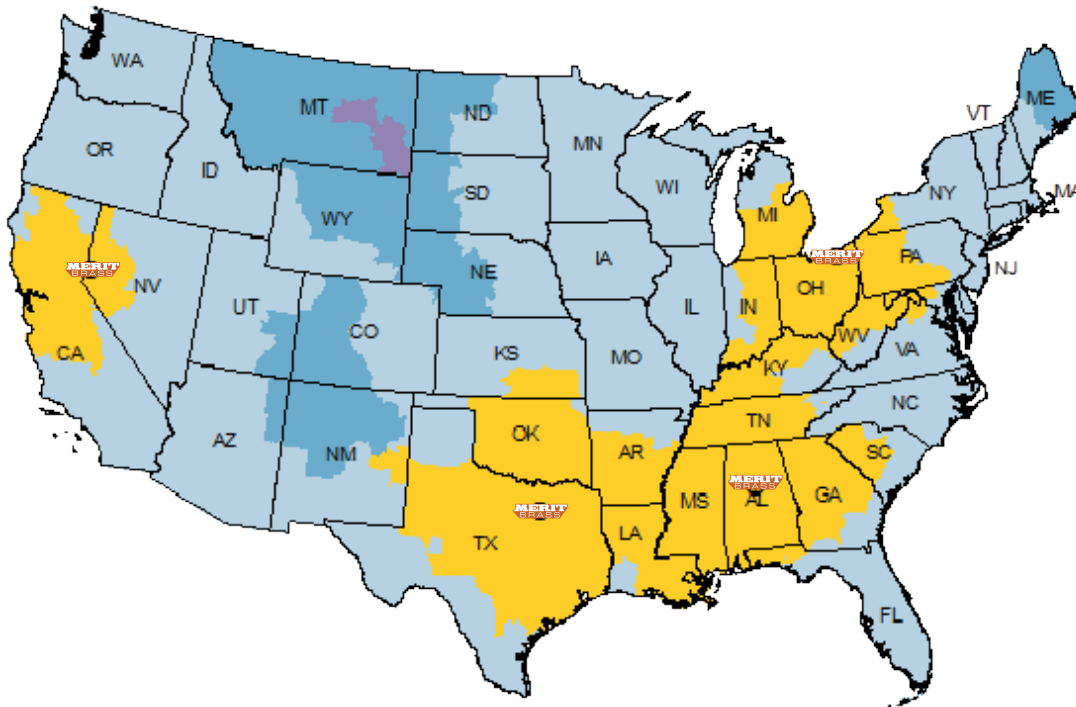 WA
MT
ND
ME
VT
OR
MN
ID
SD
WI
NY
MA
WY
MI
MERIT
BRASS
PA
NJ
IA
NE
MERIT
BRASS
NV
OH
UT
IL
IN
CO
WV
CA
KS
MO
VA
KY
NC
AZ
OK
TN
NM
AR
SC
MERIT
BRASS
MS
AL
GA
MERIT
BRASS
TX
LA
FL